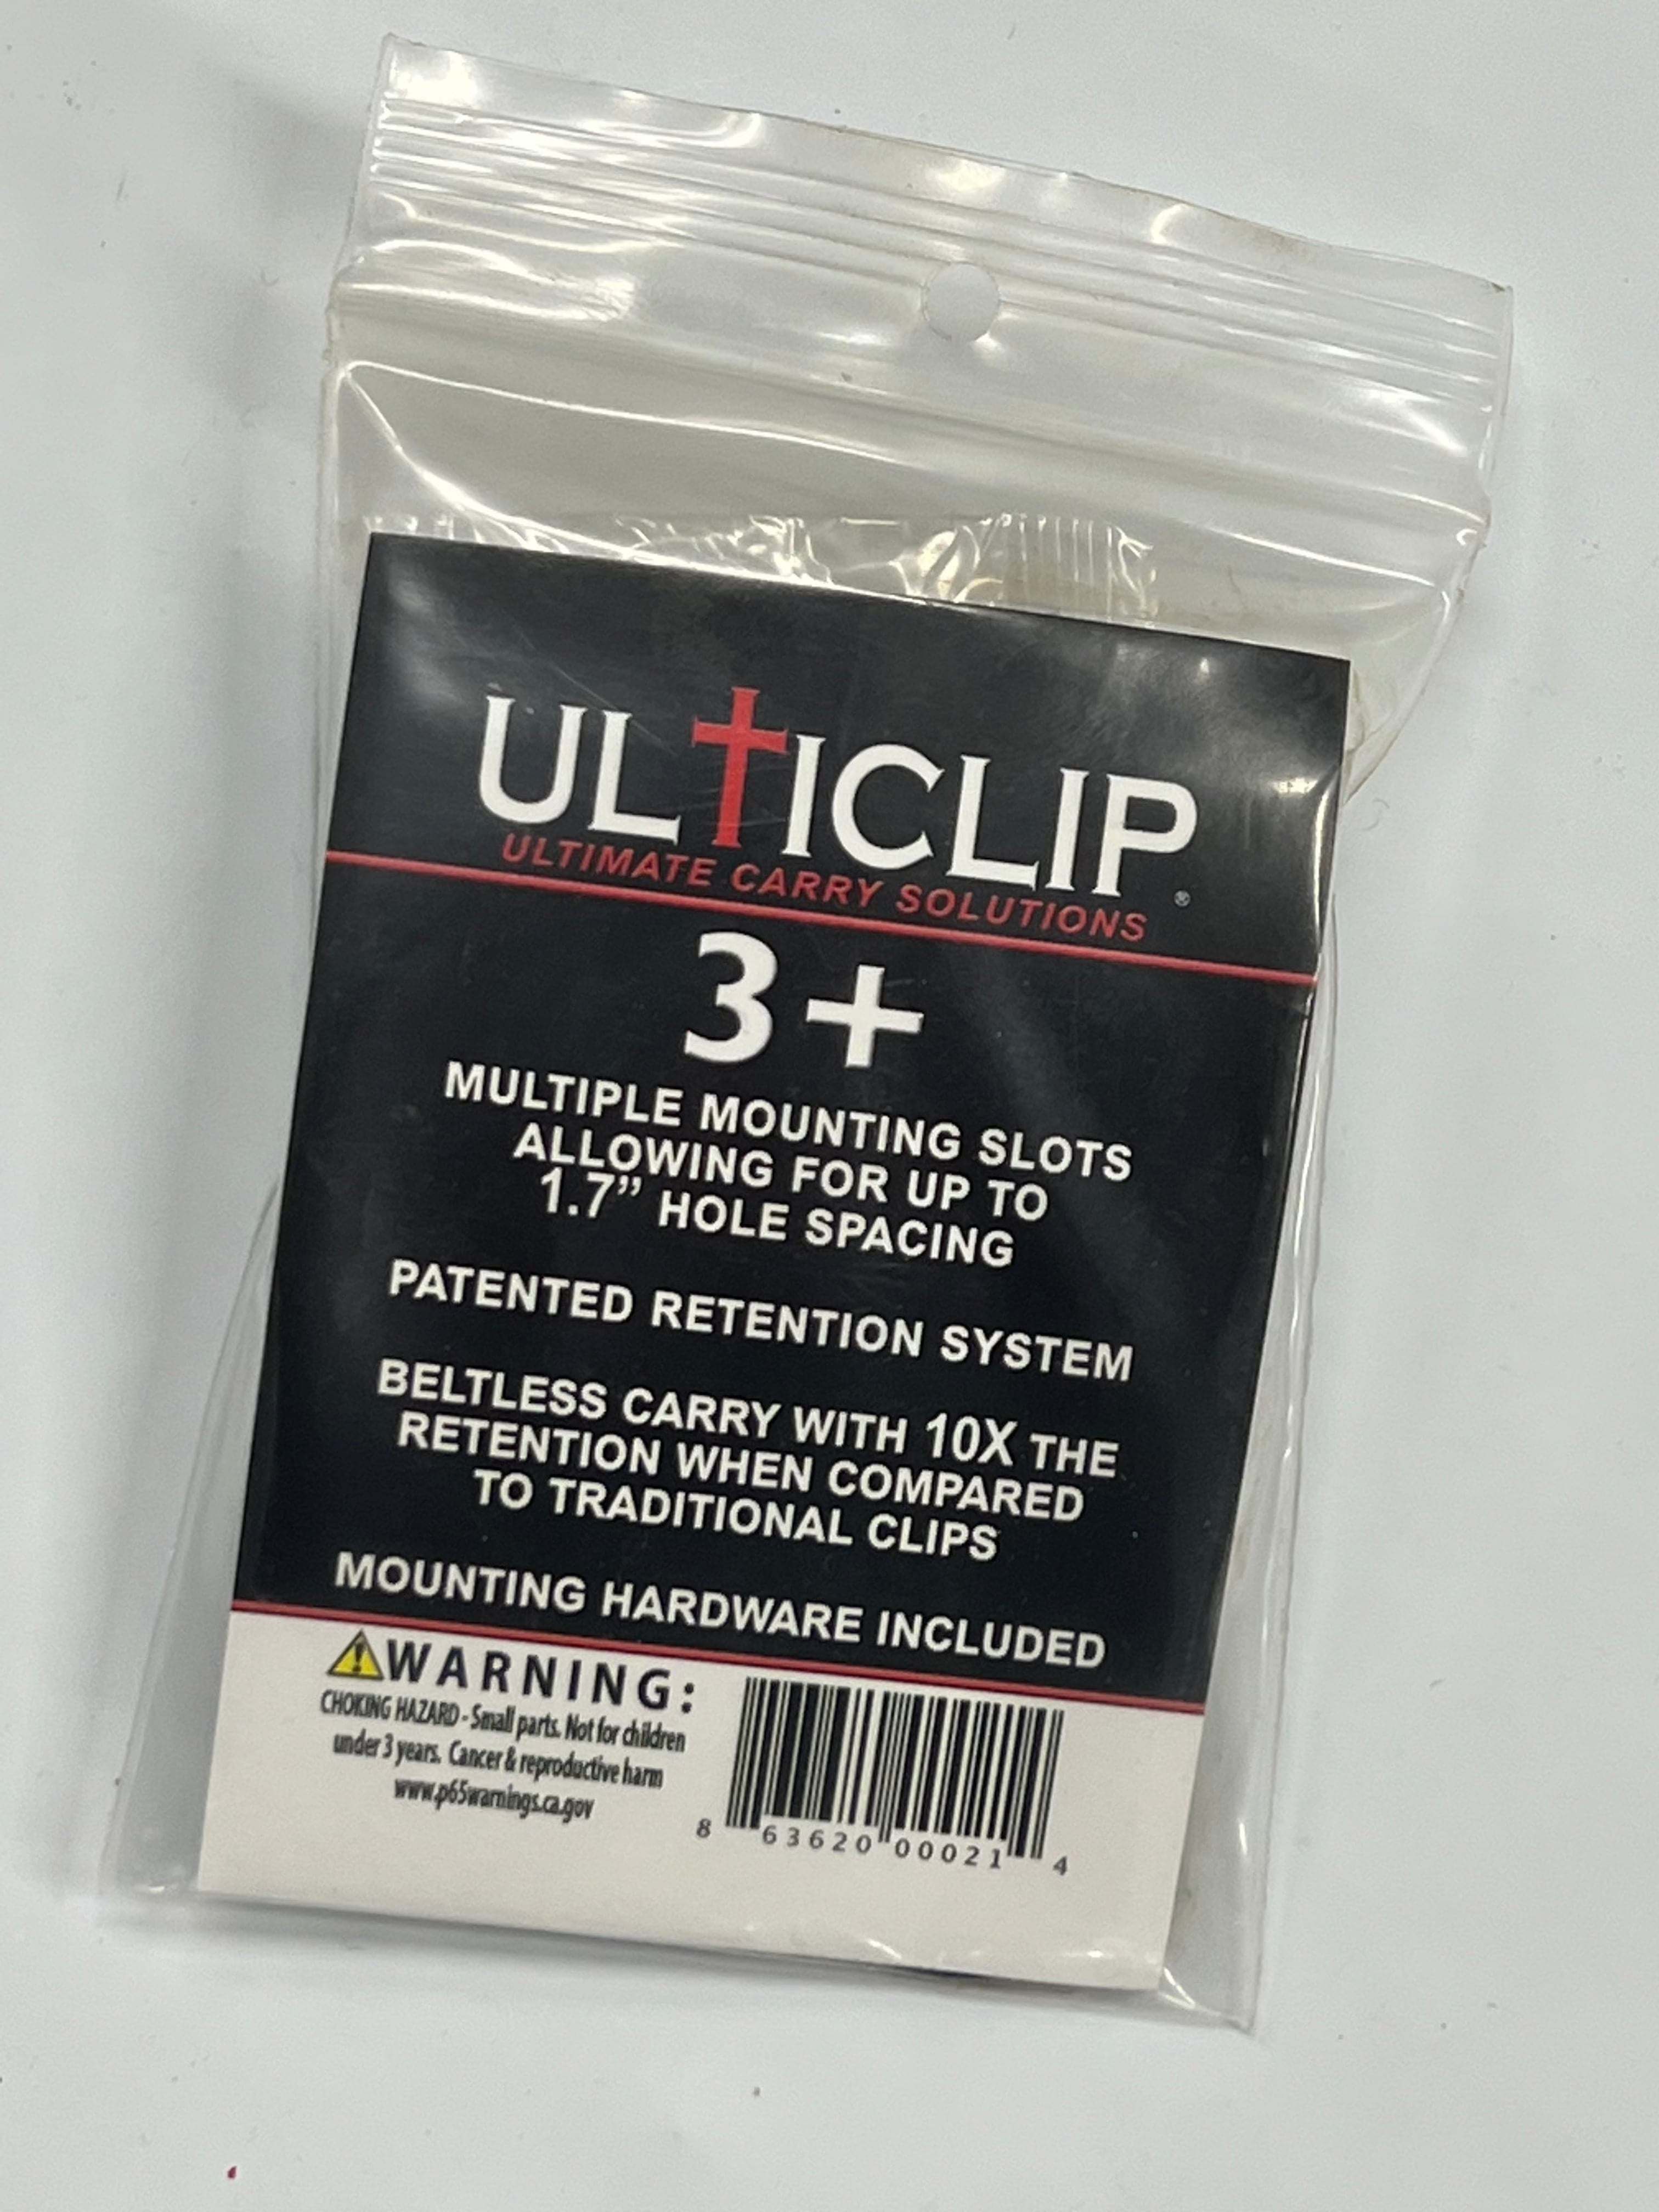 ULTICLIP®
ULTIMATE CARRY SOLUTIONS
3+
MULTIPLE MOUNTING SLOTS
ALLOWING FOR UP TO
1.7” HOLE SPACING
PATENTED RETENTION SYSTEM
BELTLESS CARRY WITH 10X THE
RETENTION WHEN COMPARED
TO TRADITIONAL CLIPS
MOUNTING HARDWARE INCLUDED
WARNING:
CHOKING HAZARD - Small parts. Not for children
under 3 years. Cancer & reproductive harm
www.p65warnings.ca.gov
8 63620 00021 4